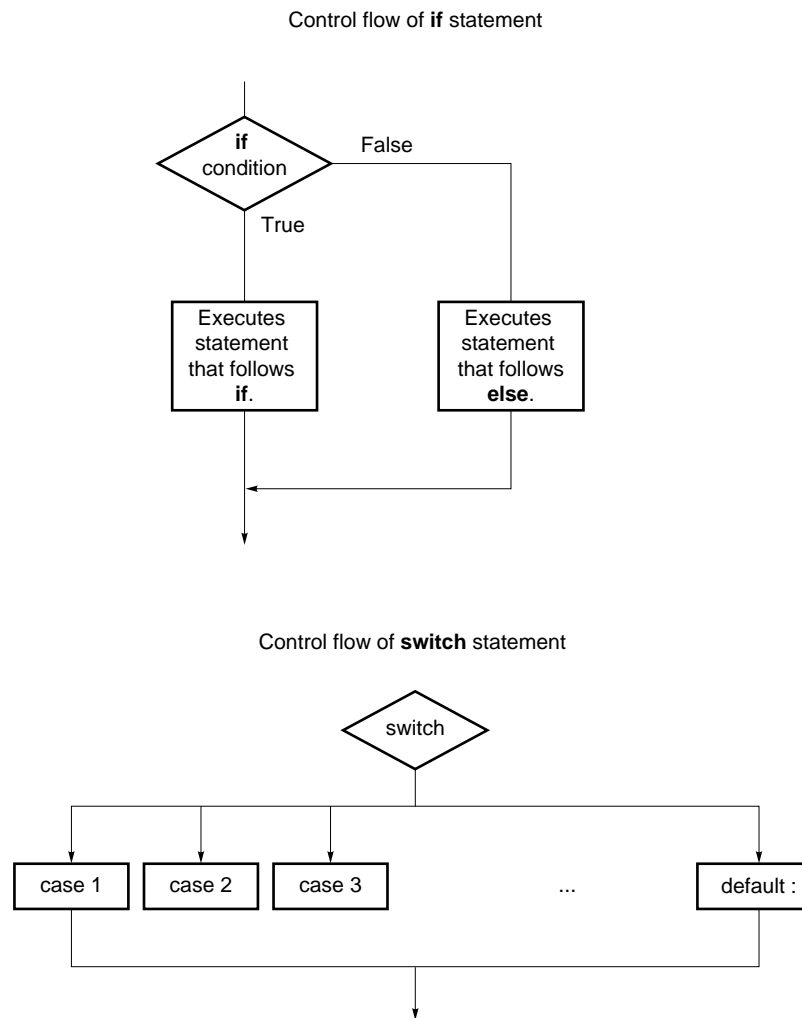 Control flow of if statement
if
condition
False
True
Executes
statement
that follows
if.
Executes
statement
that follows
else.
Control flow of switch statement
switch
case 1
case 2
case 3
...
default :